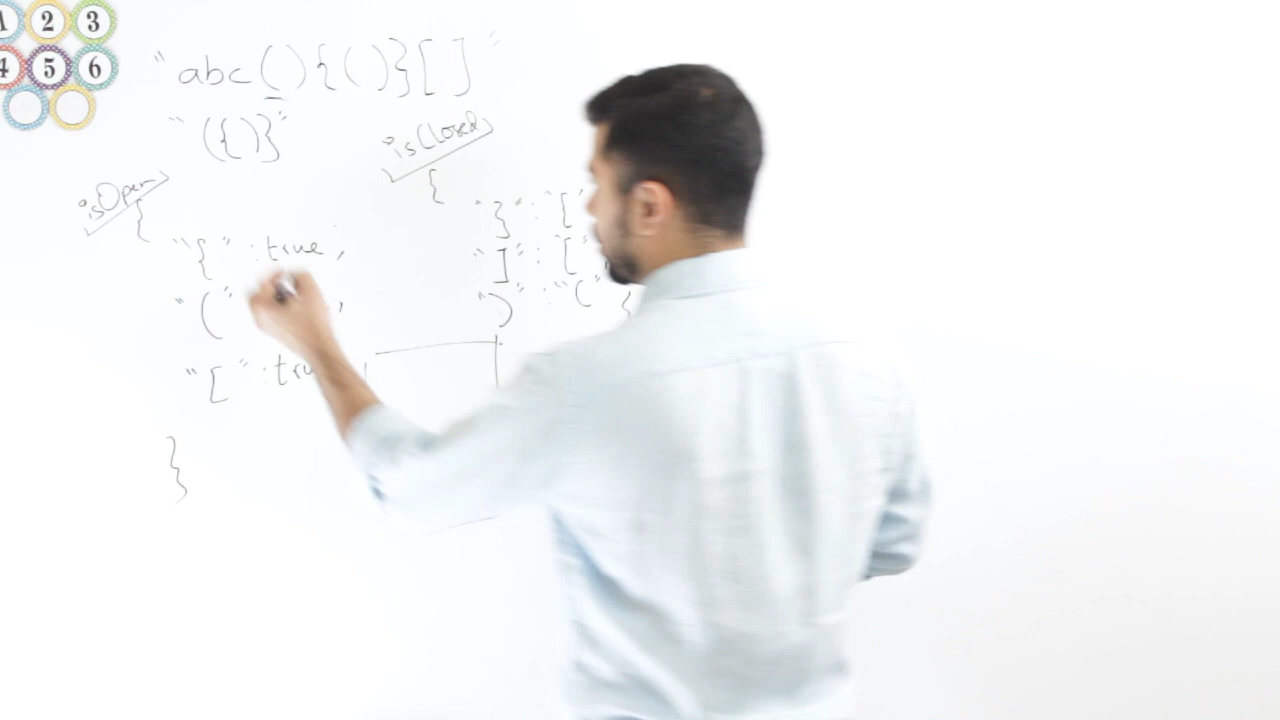 1 2 3
4 5 6
"abc(){()}[]"
"({)}"
isOpen
{
"{" : true,
"("
,
"[" : tru
}
isClosed
{
"}" : "[
"]" : "[
")" : "("